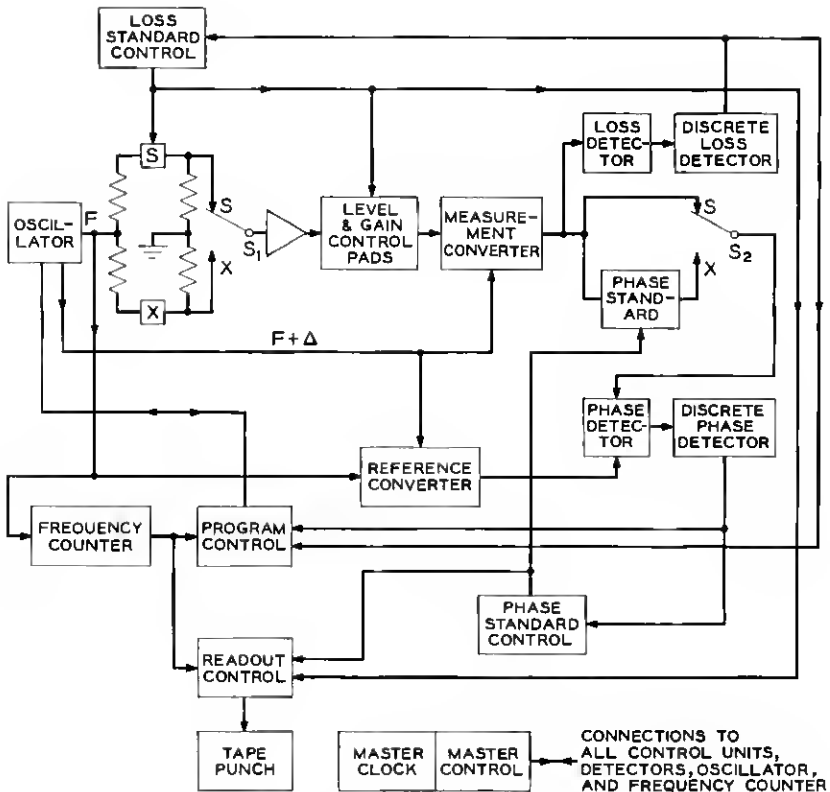 LOSS
STANDARD
CONTROL
S
LOSS
DETEC-
TOR
DISCRETE
LOSS
DETECTOR
OSCIL-
LATOR
F
S
S₁
X
LEVEL
& GAIN
CONTROL
PADS
MEASURE-
MENT
CONVERTER
S
S₂
X
PHASE
STAND-
ARD
X
F + Δ
PHASE
DETEC-
TOR
DISCRETE
PHASE
DETECTOR
REFERENCE
CONVERTER
FREQUENCY
COUNTER
PROGRAM
CONTROL
PHASE
STANDARD
CONTROL
READOUT
CONTROL
TAPE
PUNCH
MASTER
CLOCK
MASTER
CONTROL
CONNECTIONS TO
ALL CONTROL UNITS,
DETECTORS, OSCILLATOR,
AND FREQUENCY COUNTER